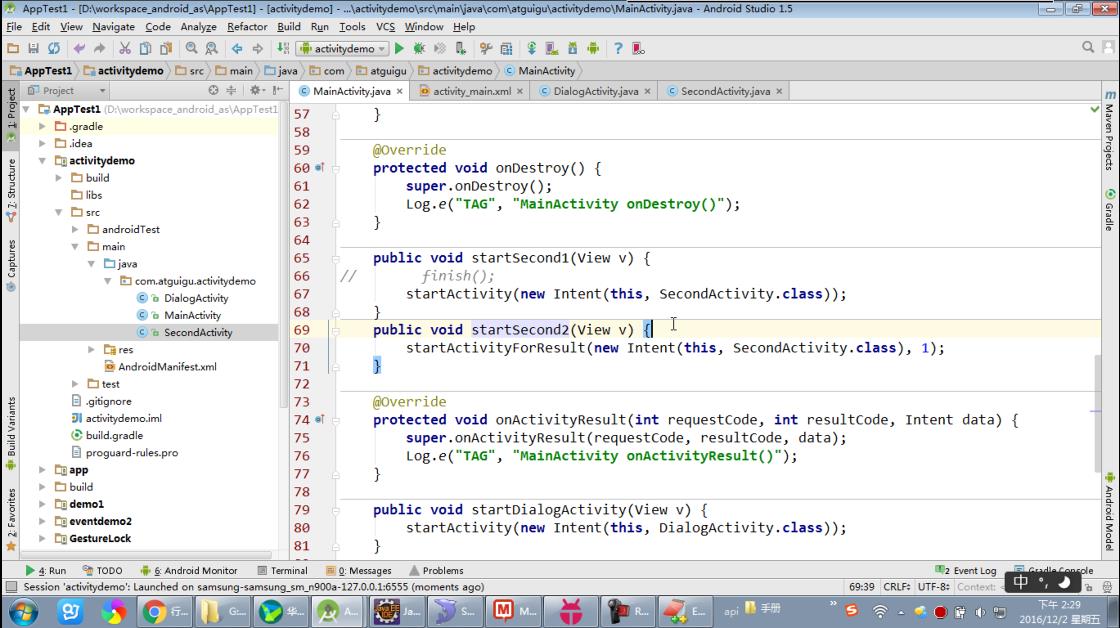 AppTest1 - [D:\workspace_android_as\AppTest1] - [activitydemo] - ...\activitydemo\src\main\java\com\atguigu\activitydemo\MainActivity.java - Android Studio 1.5
File Edit View Navigate Code Analyze Refactor Build Run Tools VCS Window Help
activitydemo
AppTest1 activitydemo src main java com atguigu activitydemo MainActivity
Project
MainActivity.java activity_main.xml DialogActivity.java SecondActivity.java
1: Project
7: Structure
Captures
Build Variants
2: Favorites
AppTest1 (D:\workspace_android_as\AppTest1
.gradle
.idea
activitydemo
build
libs
src
androidTest
main
java
com.atguigu.activitydemo
DialogActivity
MainActivity
SecondActivity
res
AndroidManifest.xml
test
.gitignore
activitydemo.iml
build.gradle
proguard-rules.pro
app
build
demo1
eventdemo2
GestureLock
57 }
58
59 @Override
60 protected void onDestroy() {
61 super.onDestroy();
62 Log.e("TAG", "MainActivity onDestroy()");
63 }
64
65 public void startSecond1(View v) {
66 // finish();
67 startActivity(new Intent(this, SecondActivity.class));
68 }
69 public void startSecond2(View v) {
70 startActivityForResult(new Intent(this, SecondActivity.class), 1);
71 }
72
73 @Override
74 protected void onActivityResult(int requestCode, int resultCode, Intent data) {
75 super.onActivityResult(requestCode, resultCode, data);
76 Log.e("TAG", "MainActivity onActivityResult()");
77 }
78
79 public void startDialogActivity(View v) {
80 startActivity(new Intent(this, DialogActivity.class));
81 }
Maven Projects
Gradle
Android Model
4: Run TODO 6: Android Monitor Terminal 0: Messages Problems 2 Event Log Gradle Console
Session 'activitydemo': Launched on samsung-samsung_sm_n900a-127.0.0.1:6555 (moments ago) 69:39 CRLF÷ UTF-8÷ Context:
中 °,
行... G:... 华... A... Ja... S... M... R... E... api 手册
下午 2:29
2016/12/2 星期五